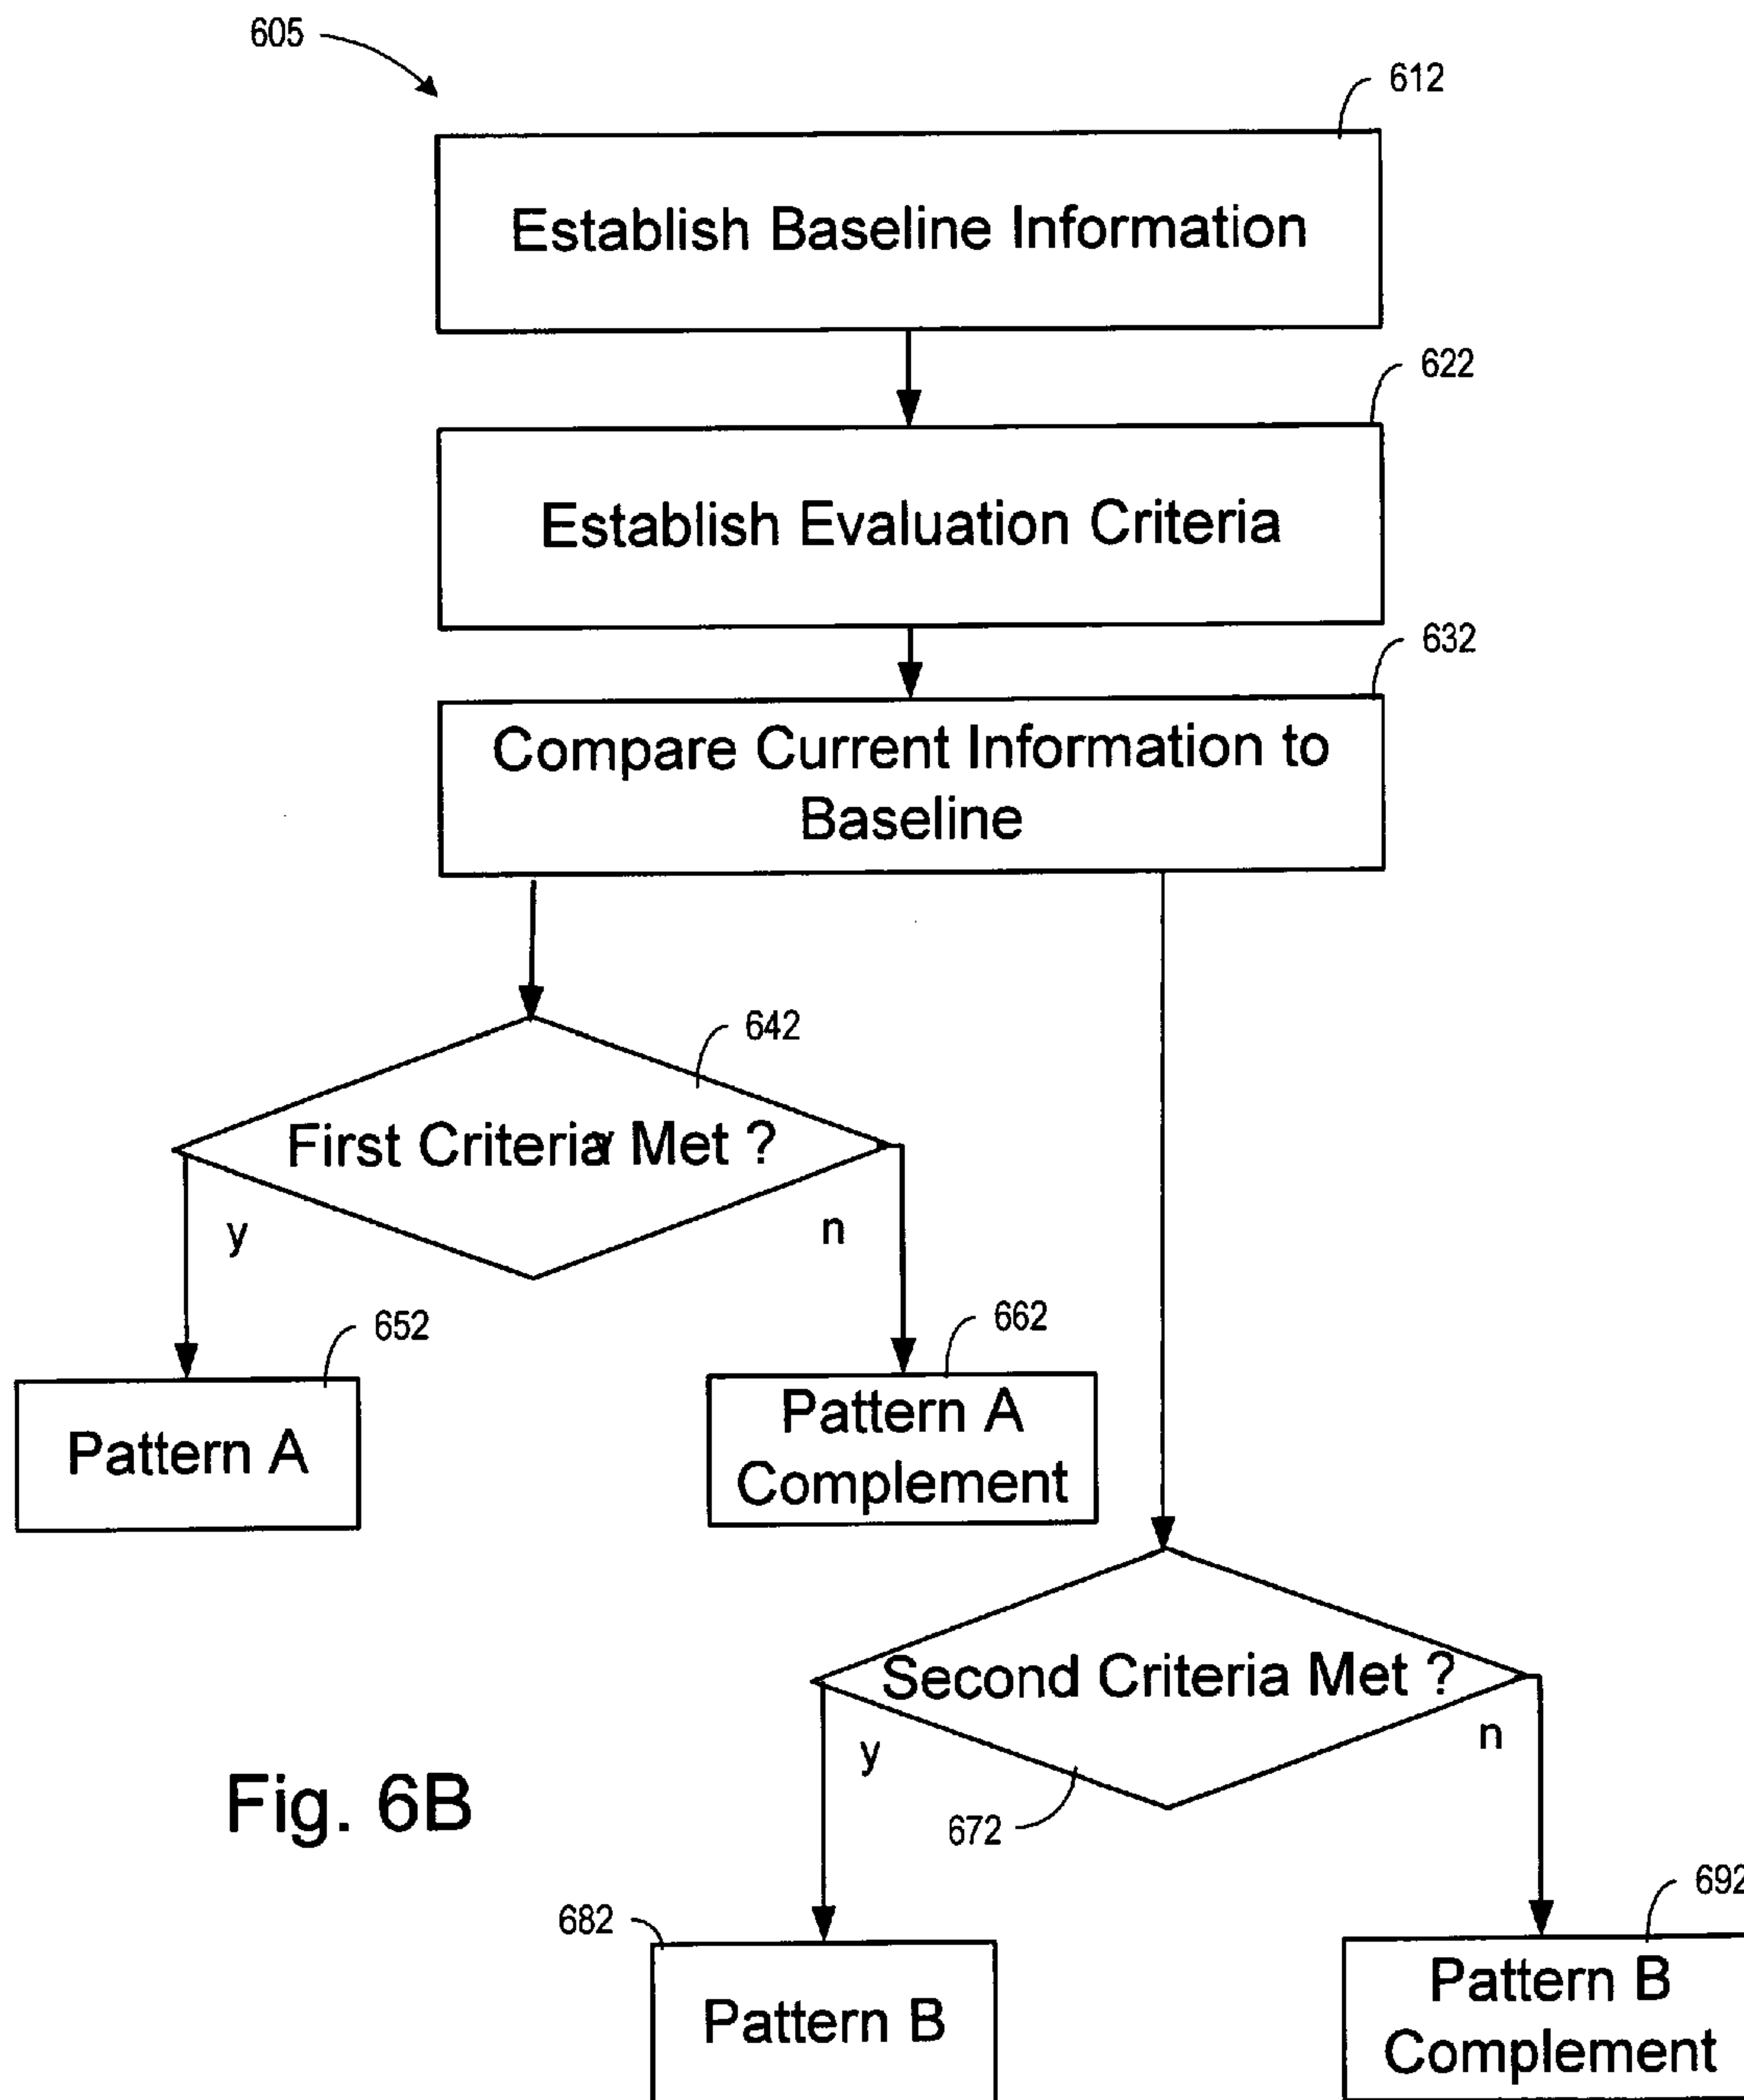 605
612
Establish Baseline Information
622
Establish Evaluation Criteria
632
Compare Current Information to
Baseline
642
First Criteria Met ?
y
n
652
Pattern A
662
Pattern A
Complement
Second Criteria Met ?
y
n
672
Fig. 6B
682
Pattern B
692
Pattern B
Complement